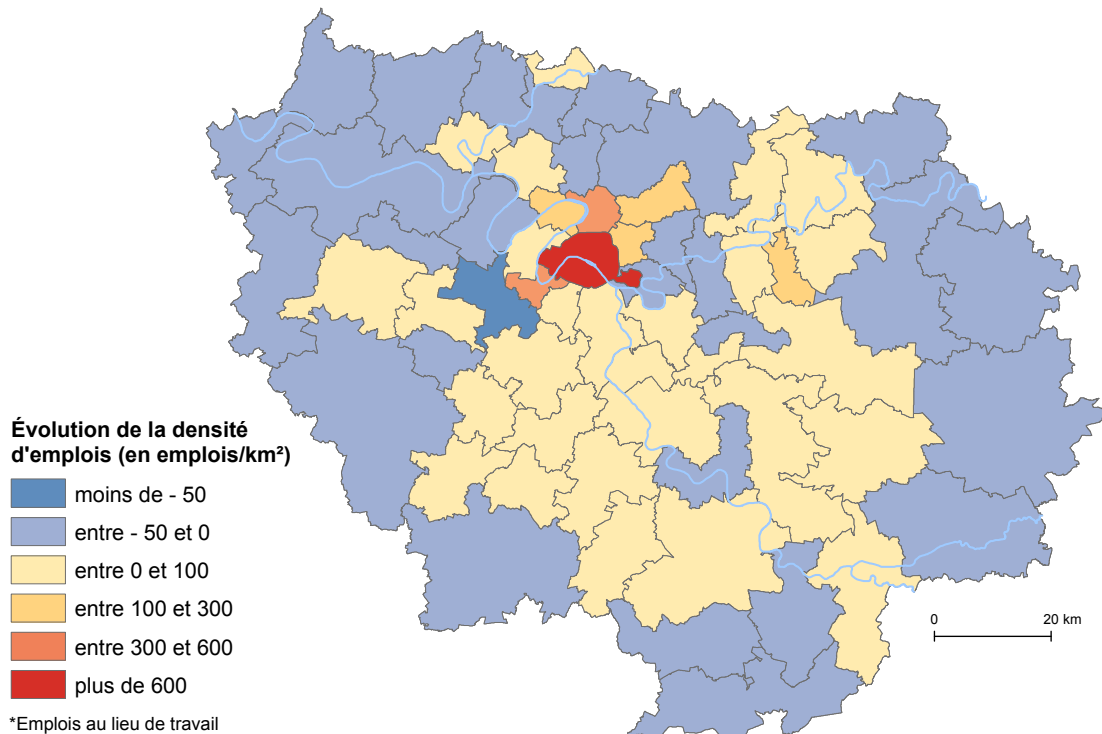 Évolution de la densité
d'emplois (en emplois/km²)
moins de - 50
entre - 50 et 0
entre 0 et 100
entre 100 et 300
entre 300 et 600
plus de 600
*Emplois au lieu de travail
0 20 km